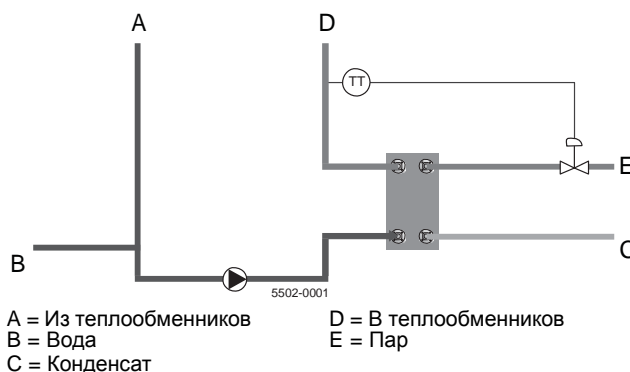 A
D
TT
E
B
C
5502-0001
A = Из теплообменников
B = Вода
C = Конденсат
D = В теплообменников
E = Пар